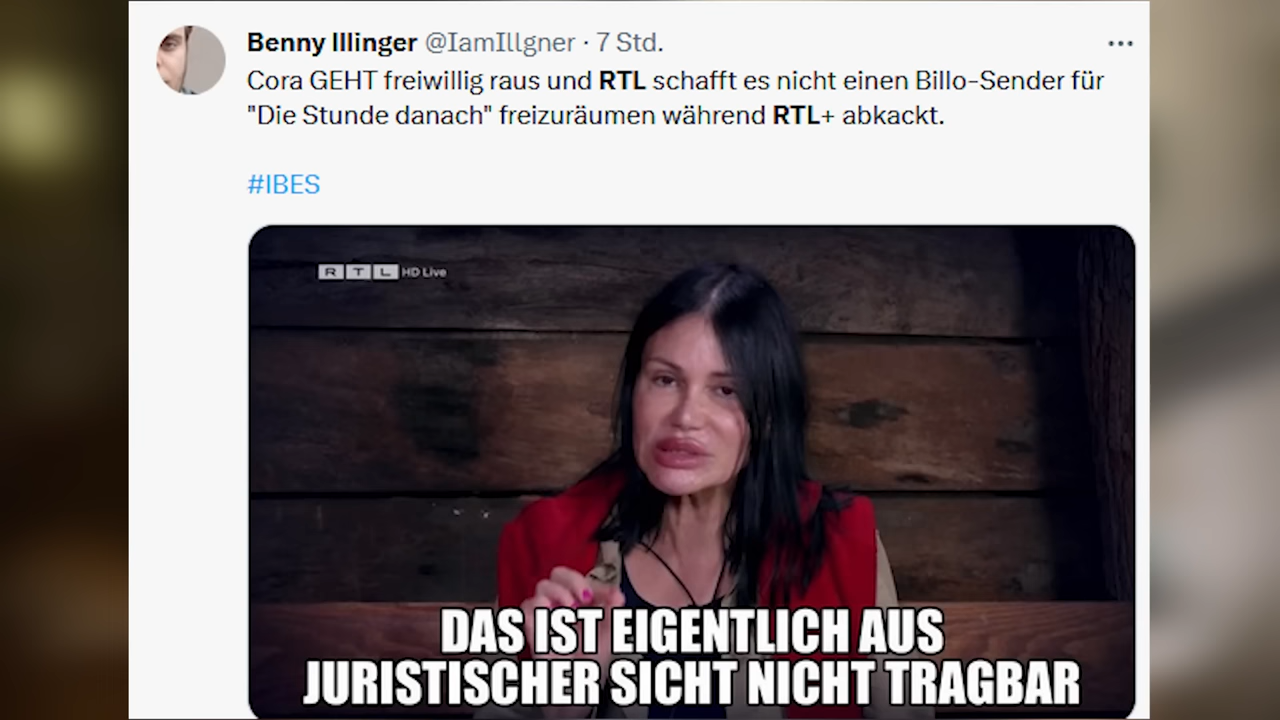 Benny Illinger @IamIllgner · 7 Std.
Cora GEHT freiwillig raus und RTL schafft es nicht einen Billo-Sender für
"Die Stunde danach" freizuräumen während RTL+ abkackt.
#IBES
RTL HD Live
DAS IST EIGENTLICH AUS
JURISTISCHER SICHT NICHT TRAGBAR